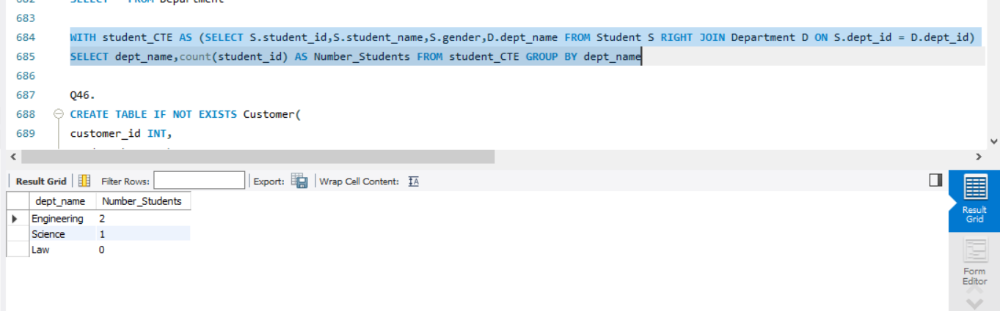 682 SELECT * FROM Department
683
684 WITH student_CTE AS (SELECT S.student_id,S.student_name,S.gender,D.dept_name FROM Student S RIGHT JOIN Department D ON S.dept_id = D.dept_id)
685 SELECT dept_name,count(student_id) AS Number_Students FROM student_CTE GROUP BY dept_name
686
687 Q46.
688 CREATE TABLE IF NOT EXISTS Customer(
689 customer_id INT,
Result Grid Filter Rows: Export: Wrap Cell Content: IA
dept_name Number_Students
Engineering 2
Science 1
Law 0
Result
Grid
Form
Editor